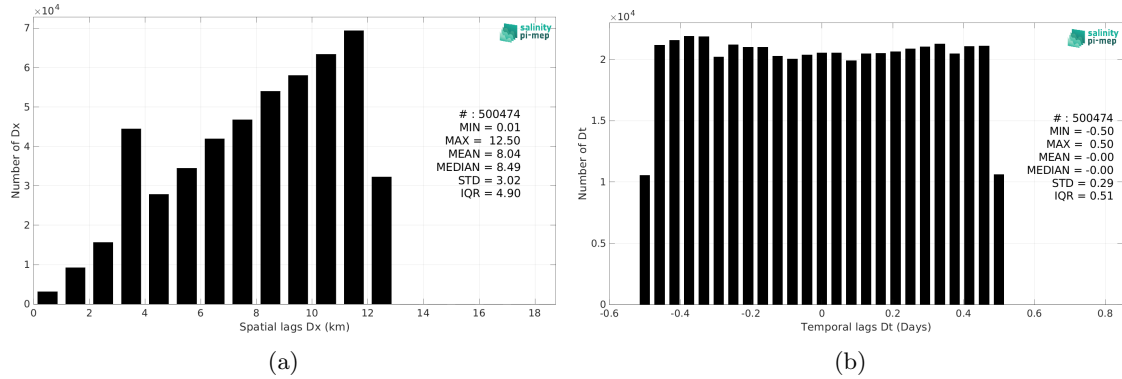 ×10⁴
7
6
5
4
3
2
1
0
Number of Dx
salinity
pi-mep
# : 500474
MIN = 0.01
MAX = 12.50
MEAN = 8.04
MEDIAN = 8.49
STD = 3.02
IQR = 4.90
0 2 4 6 8 10 12 14 16 18
Spatial lags Dx (km)
(a)
×10⁴
2
1.5
1
0.5
0
Number of Dt
salinity
pi-mep
# : 500474
MIN = -0.50
MAX = 0.50
MEAN = -0.00
MEDIAN = -0.00
STD = 0.29
IQR = 0.51
-0.6 -0.4 -0.2 0 0.2 0.4 0.6 0.8
Temporal lags Dt (Days)
(b)